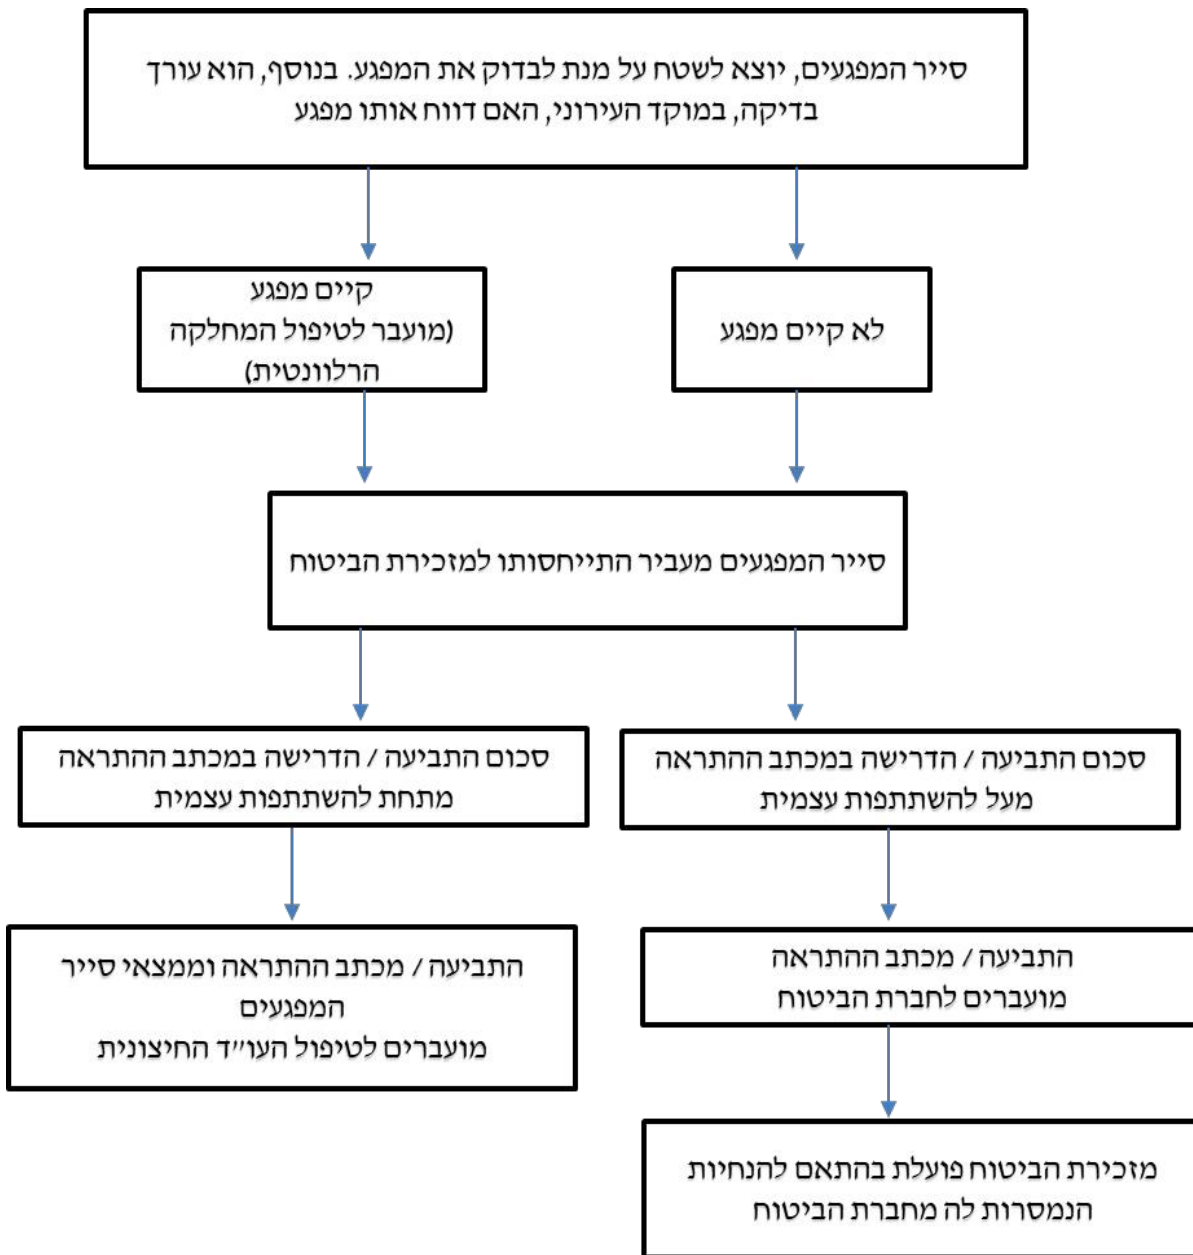 סייר המפגעים, יוצא לשטח על מנת לבדוק את המפגע. בנוסף, הוא עורך
בדיקה, במוקד העירוני, האם דווח אותו מפגע
לא קיים מפגע
קיים מפגע
(מועבר לטיפול המחלקה
הרלוונטית)
סייר המפגעים מעביר התייחסותו למזכירת הביטוח
סכום התביעה / הדרישה במכתב ההתראה
מעל להשתתפות עצמית
סכום התביעה / הדרישה במכתב ההתראה
מתחת להשתתפות עצמית
התביעה / מכתב ההתראה
מועברים לחברת הביטוח
התביעה / מכתב ההתראה וממצאי סייר
המפגעים
מועברים לטיפול העו״ד החיצונית
מזכירת הביטוח פועלת בהתאם להנחיות
הנמסרות לה מחברת הביטוח